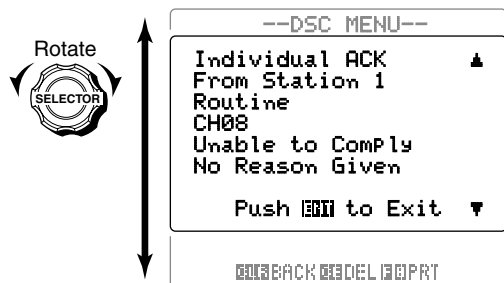 Rotate
SELECTOR
--DSC MENU--
Individual ACK ▲
From Station 1
Routine
CH08
Unable to Comply
No Reason Given
Push to Exit ▼
BACK DEL PRT